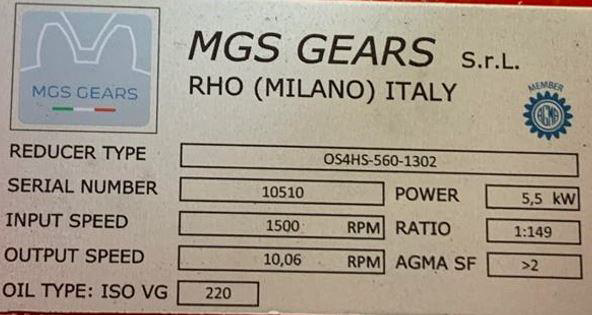 MGS GEARS S.r.L.
MGS GEARS
RHO (MILANO) ITALY
MEMBER
AGMA
REDUCER TYPE OS4HS-560-1302
SERIAL NUMBER 10510 POWER 5,5 kW
INPUT SPEED 1500 RPM RATIO 1:149
OUTPUT SPEED 10,06 RPM AGMA SF >2
OIL TYPE: ISO VG 220